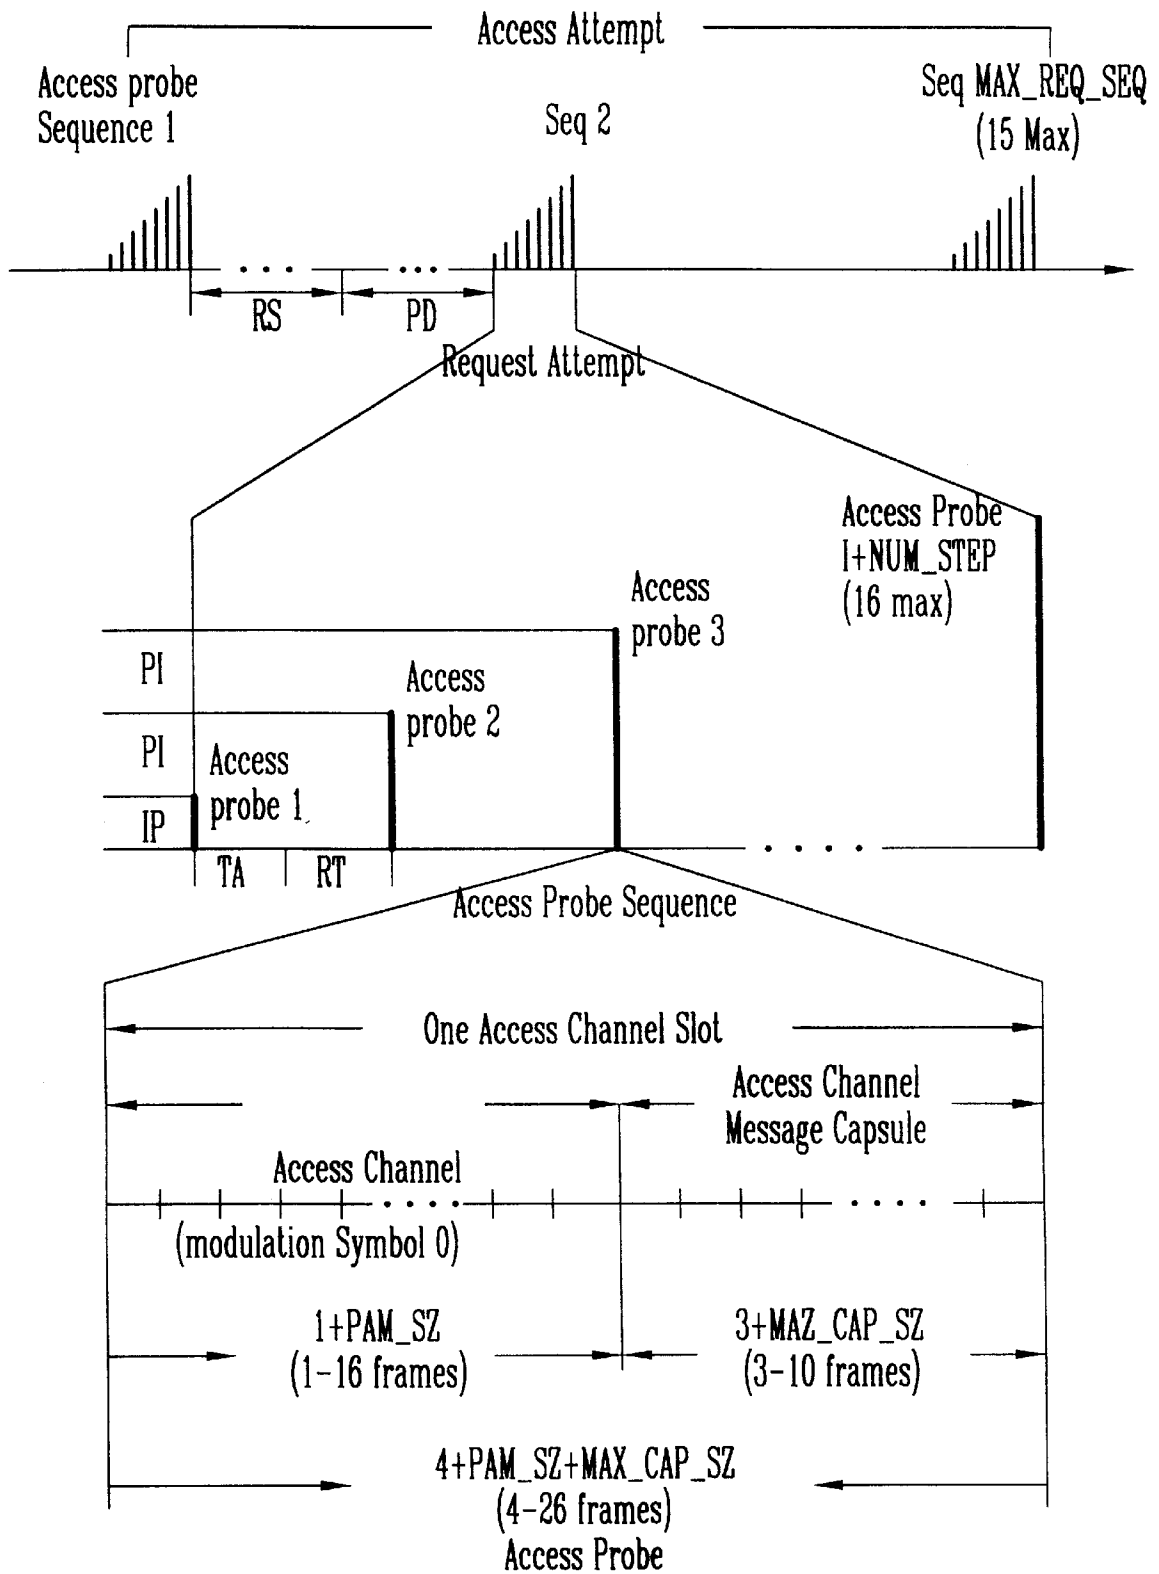 Access Attempt
Access probe
Sequence 1
Seq 2
Seq MAX_REQ_SEQ
(15 Max)
RS
PD
Request Attempt
Access Probe
1+NUM_STEP
(16 max)
Access
probe 3
PI
Access
probe 2
PI
Access
probe 1
IP
TA
RT
Access Probe Sequence
One Access Channel Slot
Access Channel
Message Capsule
Access Channel
(modulation Symbol 0)
1+PAM_SZ
(1-16 frames)
3+MAZ_CAP_SZ
(3-10 frames)
4+PAM_SZ+MAX_CAP_SZ
(4-26 frames)
Access Probe